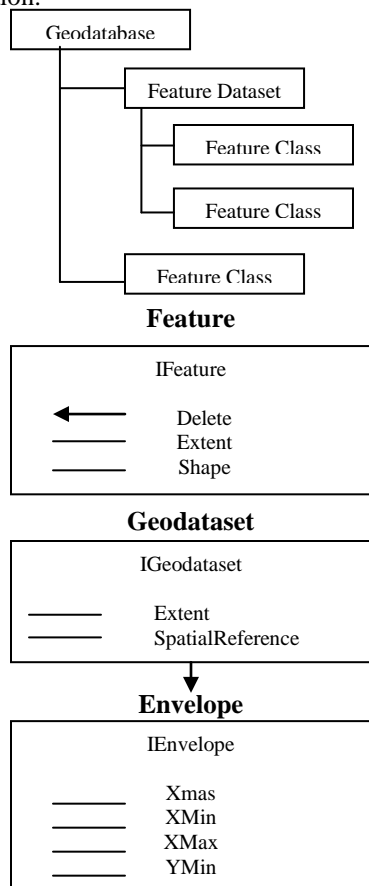 ion.
Geodatabase
Feature Dataset
Feature Class
Feature Class
Feature Class
Feature
IFeature
Delete
Extent
Shape
Geodataset
IGeodataset
Extent
SpatialReference
Envelope
IEnvelope
Xmas
XMin
XMax
YMin